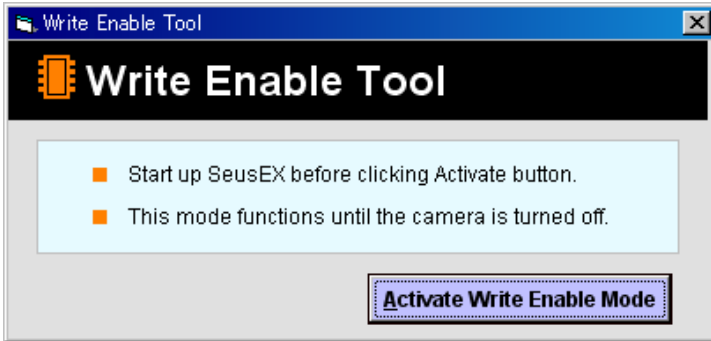 Write Enable Tool
Write Enable Tool
Start up SeusEX before clicking Activate button.
This mode functions until the camera is turned off.
Activate Write Enable Mode